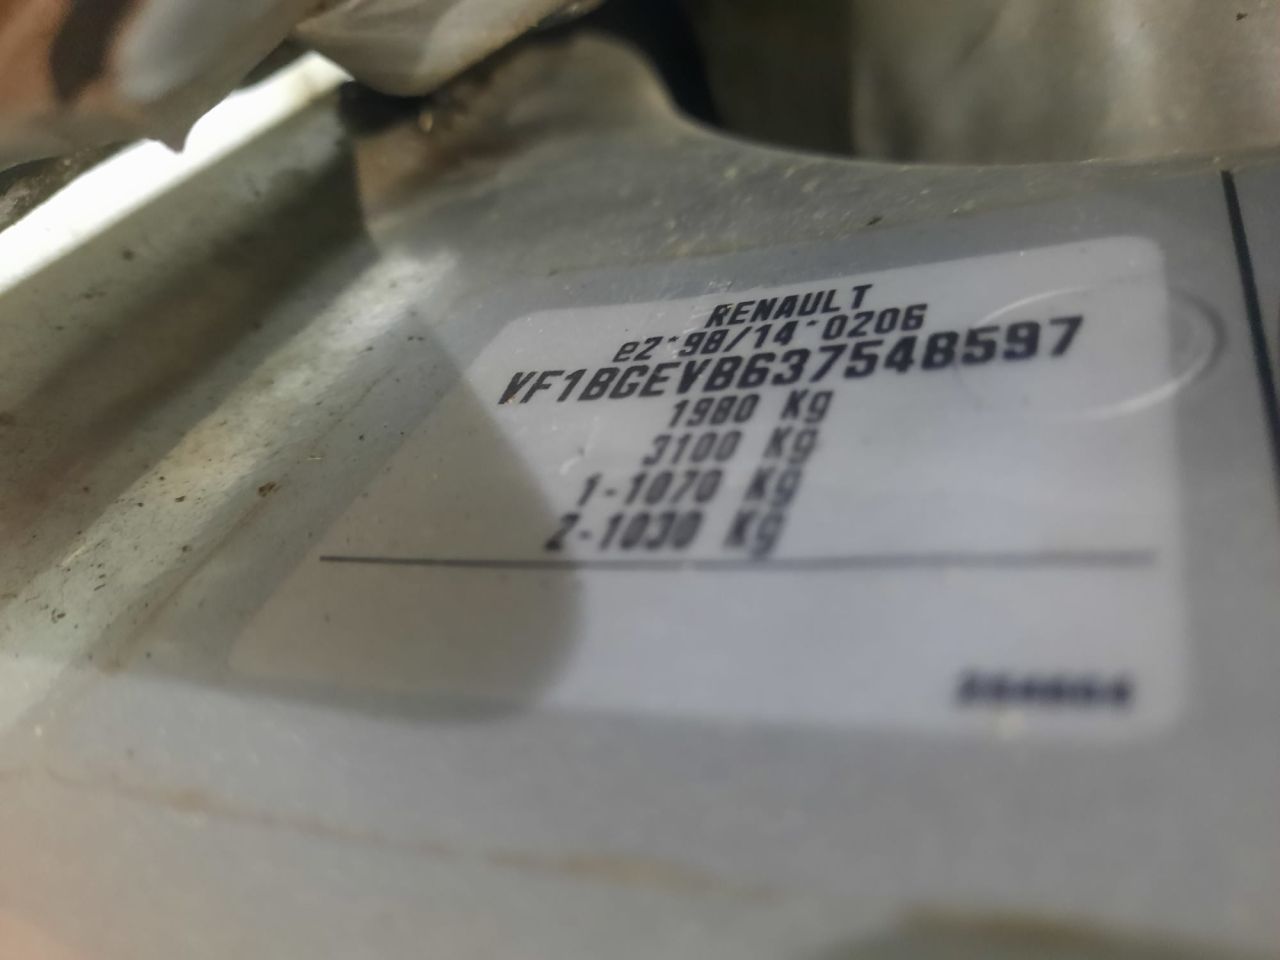 RENAULT
e2*98/14*0206
VF1BGEVB637548597
1980 Kg
3100 Kg
1-1070 Kg
2-1030 Kg